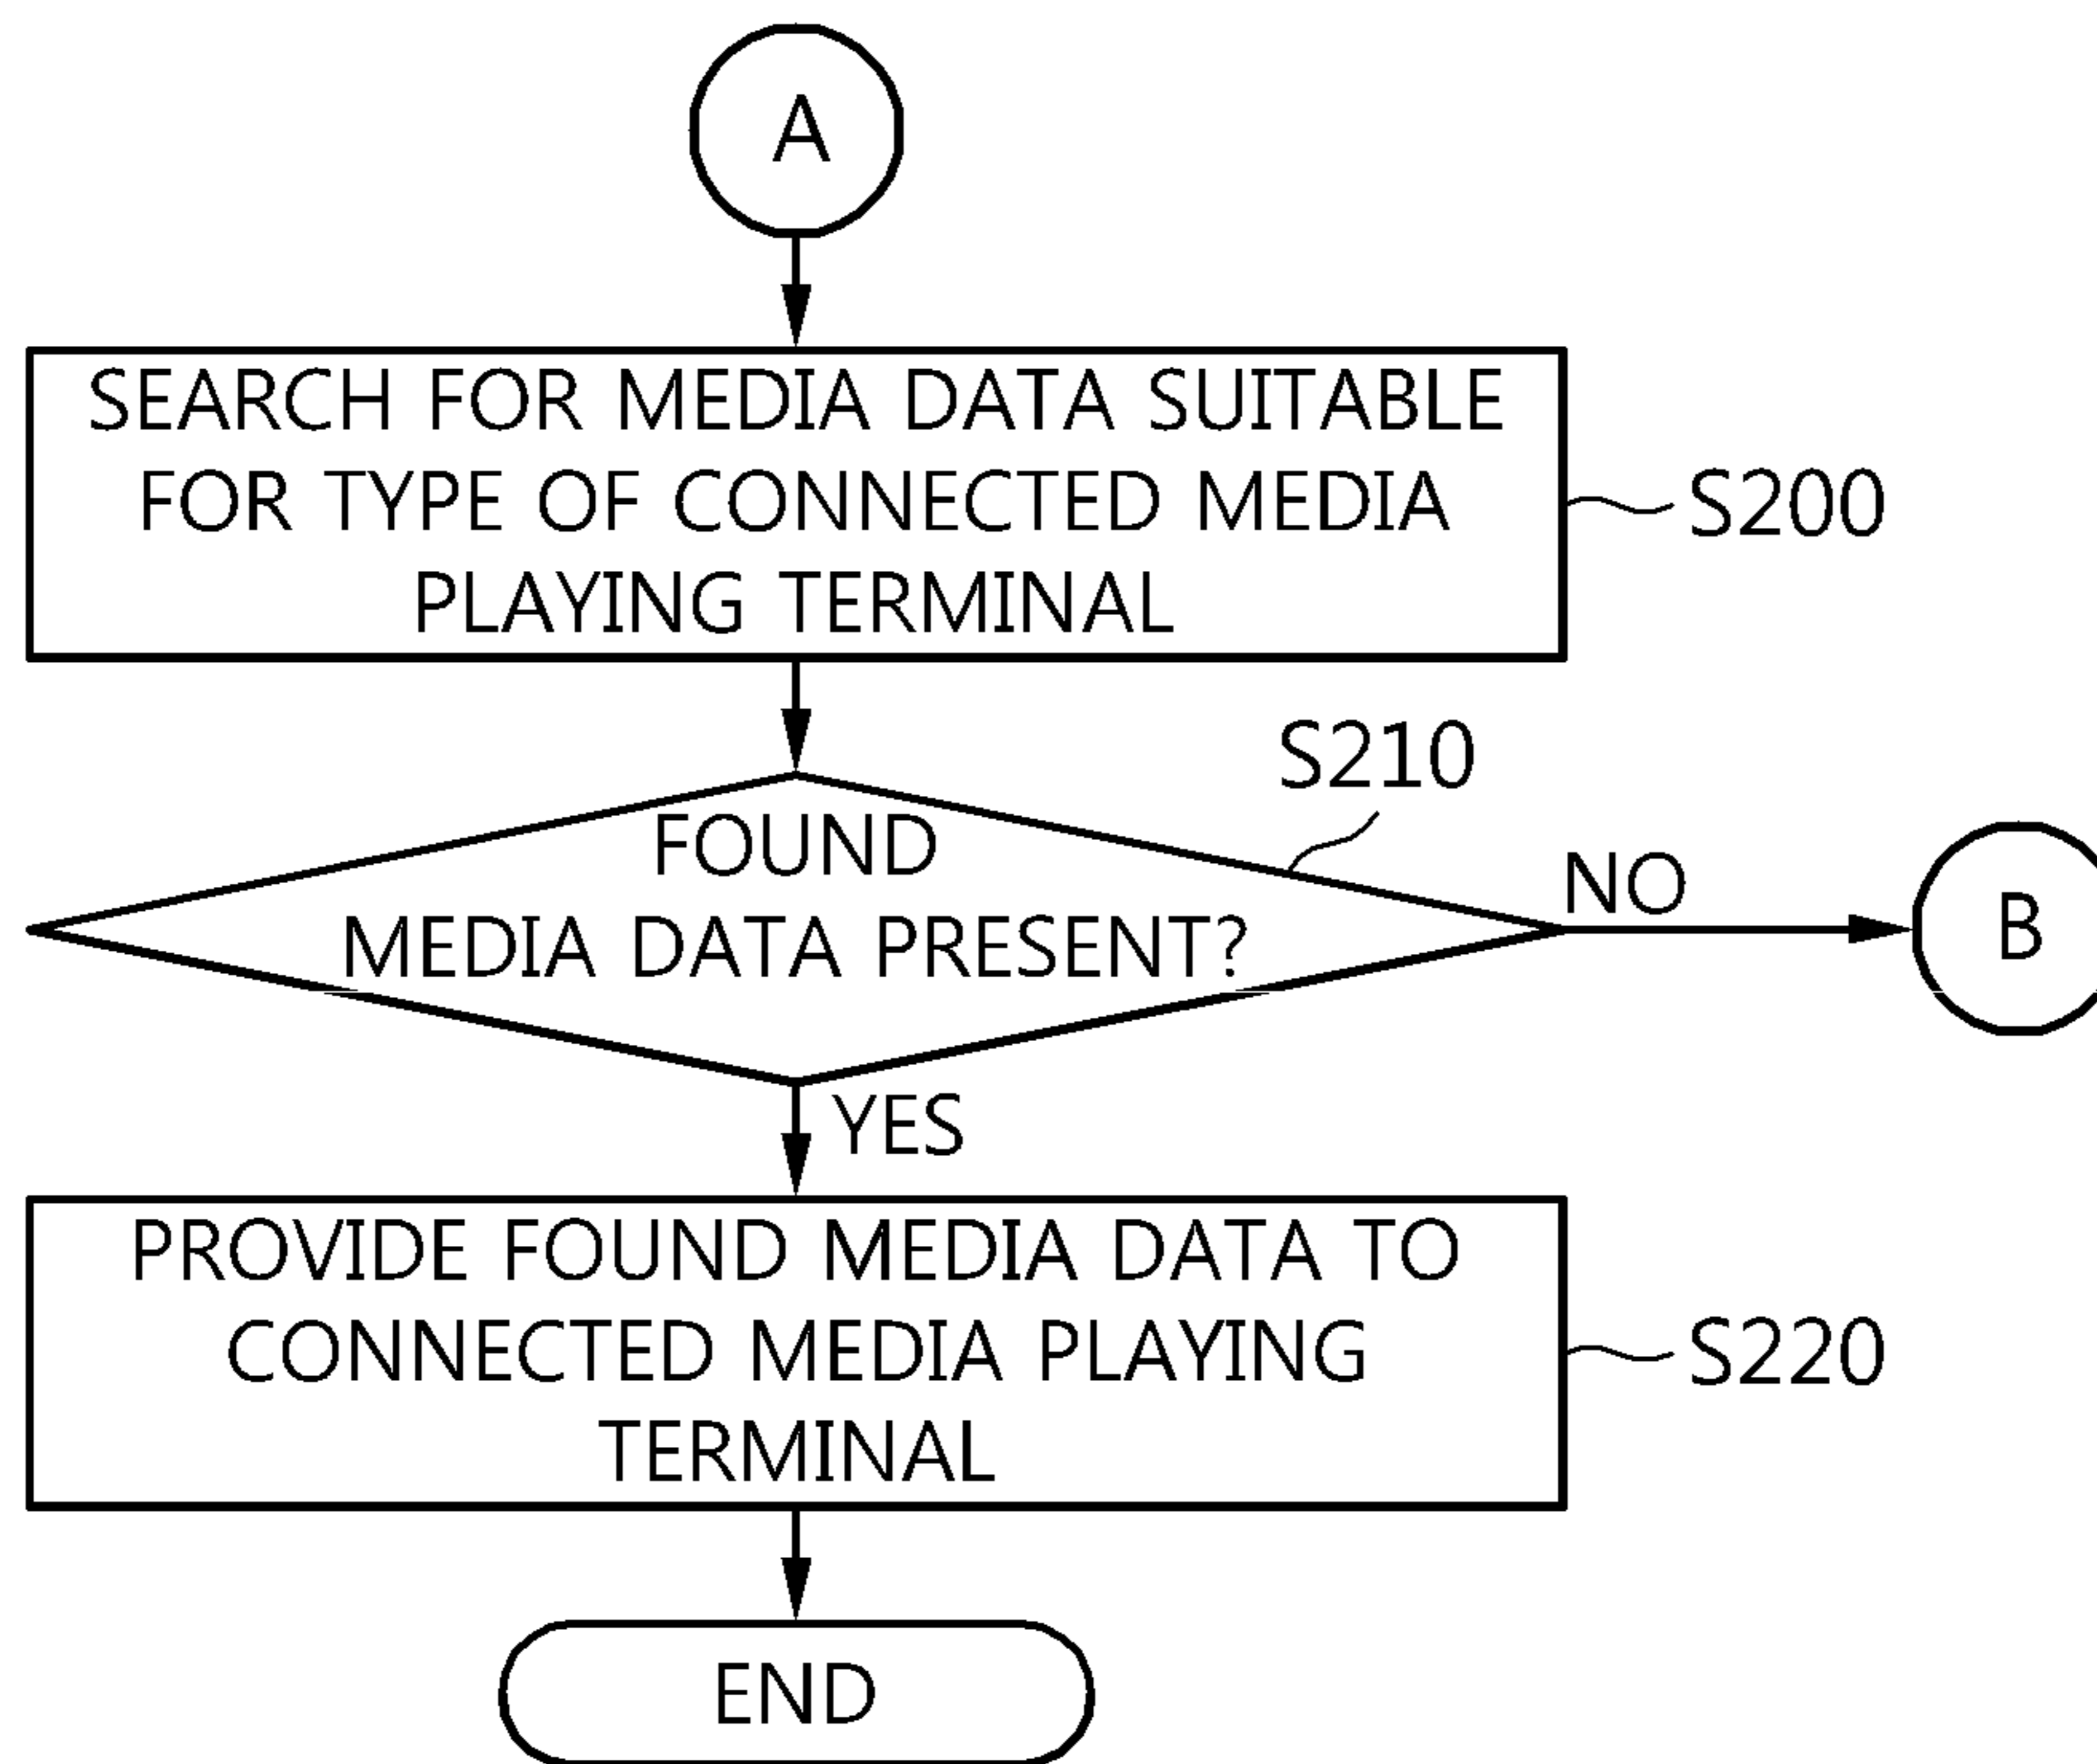 A
SEARCH FOR MEDIA DATA SUITABLE
FOR TYPE OF CONNECTED MEDIA
PLAYING TERMINAL
S200
S210
FOUND
MEDIA DATA PRESENT?
NO
B
YES
PROVIDE FOUND MEDIA DATA TO
CONNECTED MEDIA PLAYING
TERMINAL
S220
END